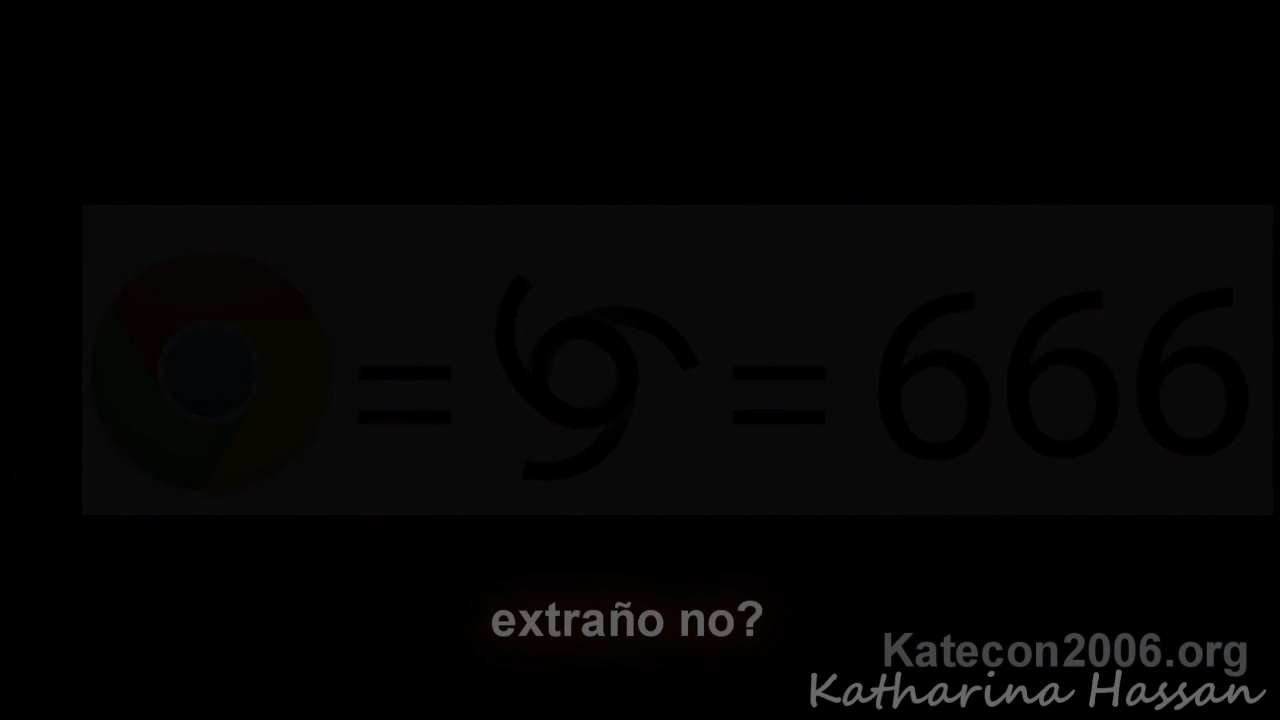 = = 666
extraño no?
Katecon2006.org
Katharina Hassan